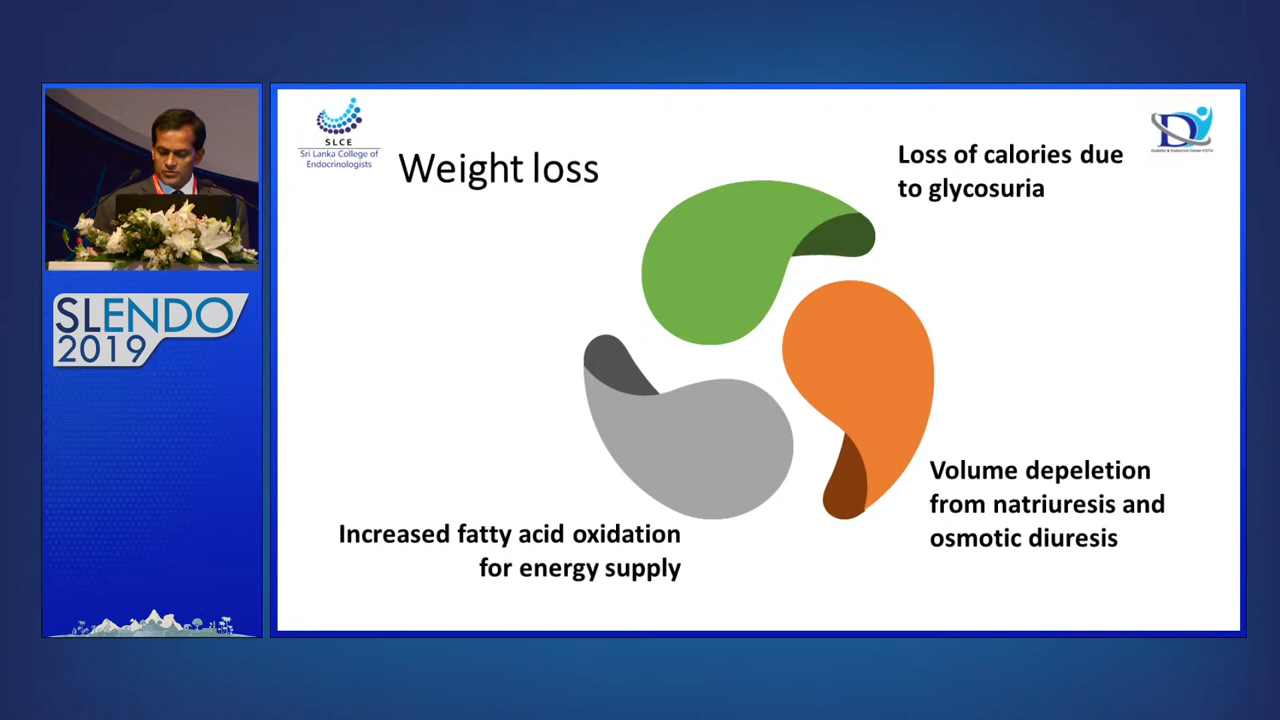 SLCE
Sri Lanka College of
Endocrinologists
Weight loss
Loss of calories due
to glycosuria
Volume depeletion
from natriuresis and
osmotic diuresis
Increased fatty acid oxidation
for energy supply
SLENDO
2019
D